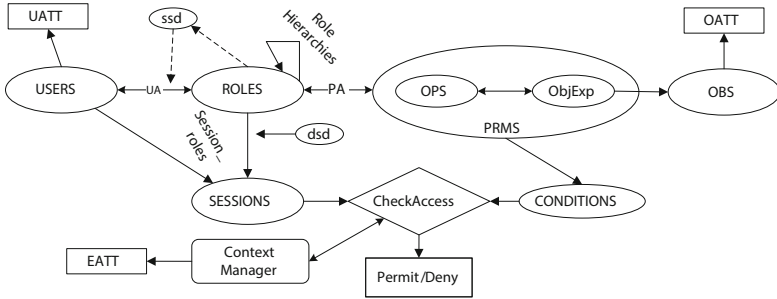 UATT
ssd
Role
Hierarchies
OATT
USERS
UA
ROLES
PA
OPS
ObjExp
OBS
PRMS
Session_
roles
dsd
SESSIONS
CheckAccess
CONDITIONS
EATT
Context
Manager
Permit/Deny